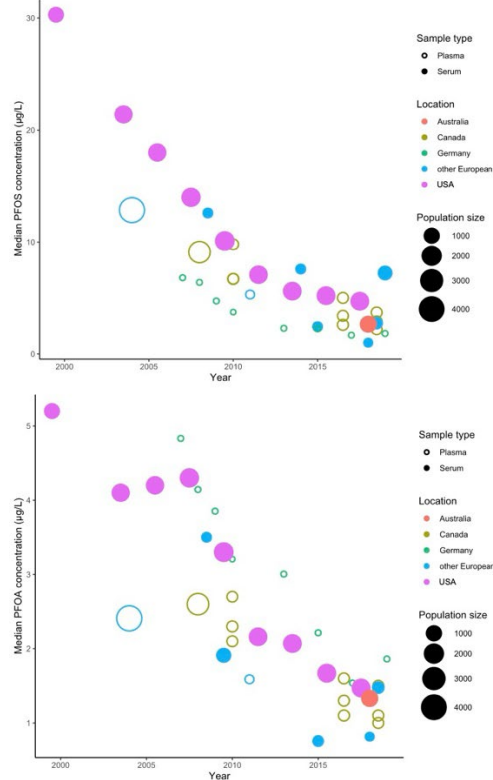 30
20
10
0
Median PFOS concentration (µg/L)
2000
2005
2010
2015
Year
Sample type
Plasma
Serum
Location
Australia
Canada
Germany
other European
USA
Population size
1000
2000
3000
4000
5
4
3
2
1
Median PFOA concentration (µg/L)
2000
2005
2010
2015
Year
Sample type
Plasma
Serum
Location
Australia
Canada
Germany
other European
USA
Population size
1000
2000
3000
4000